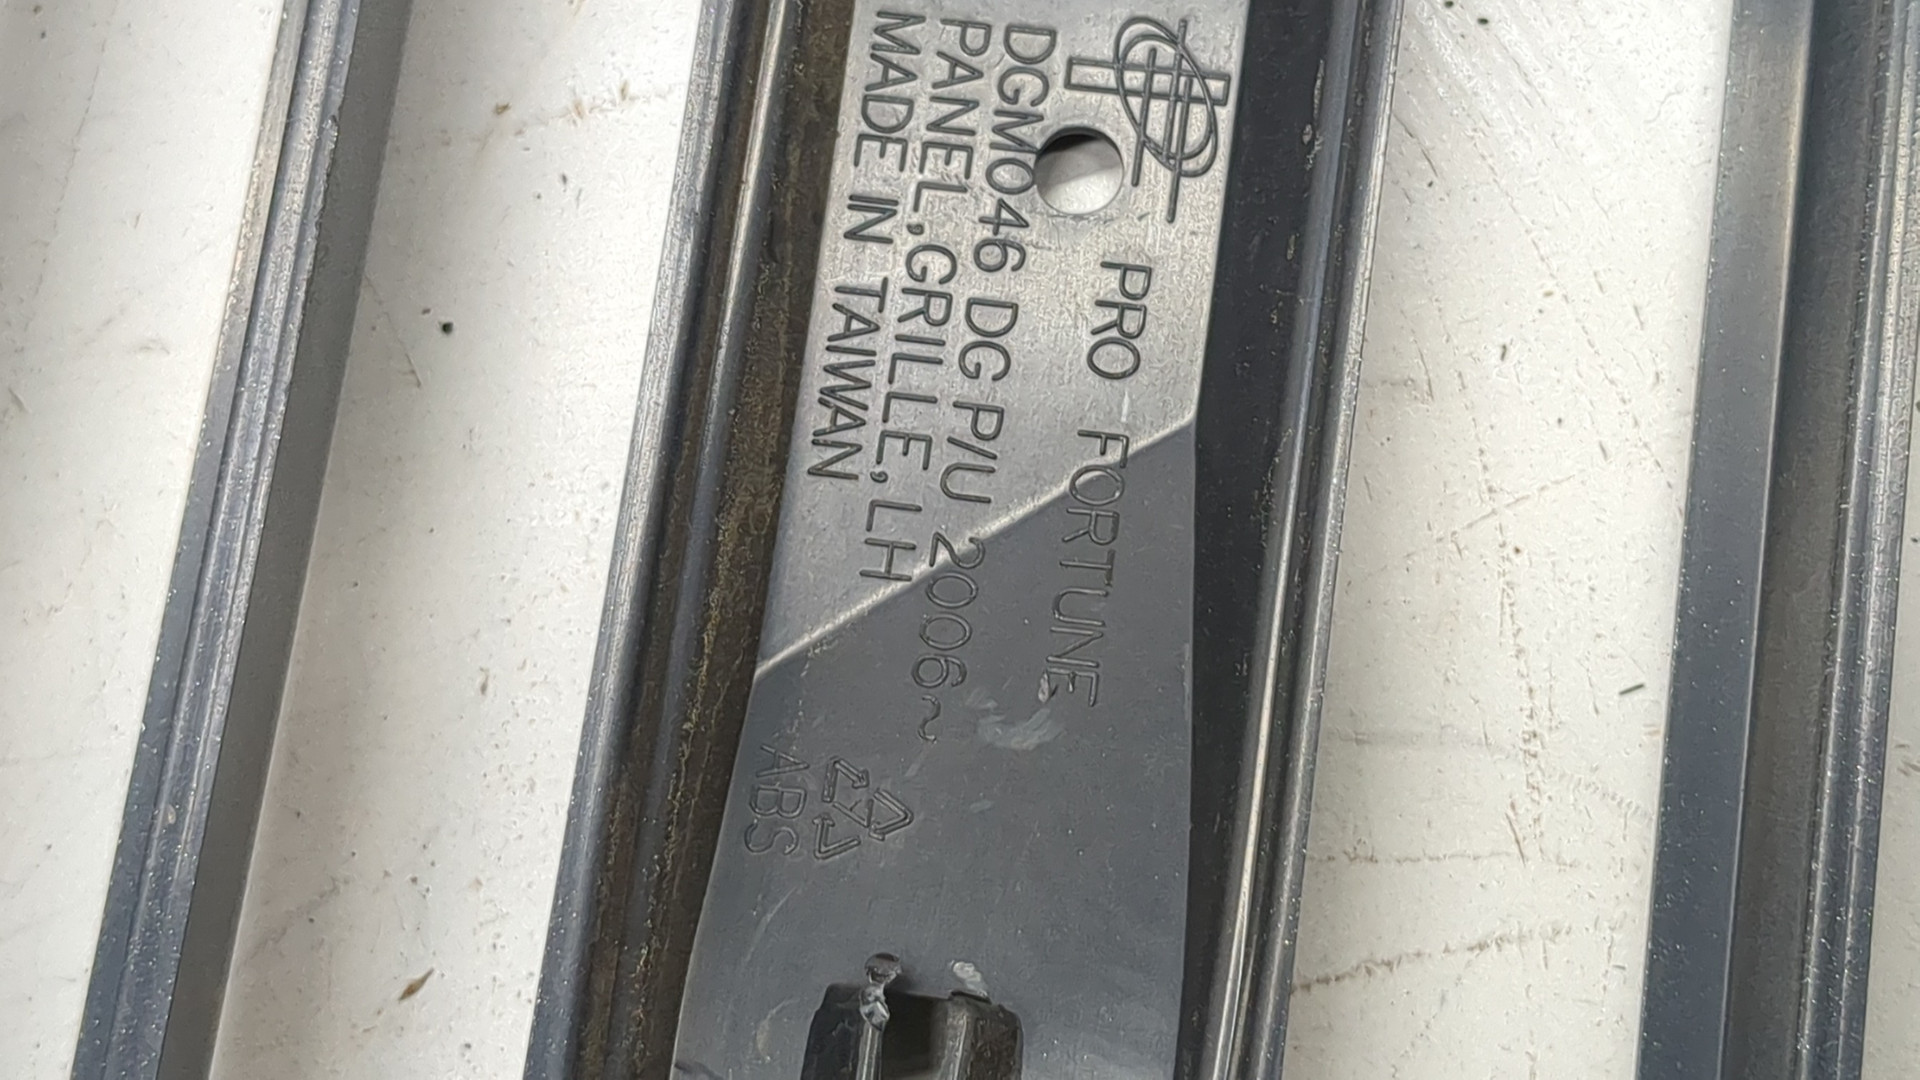 PRO FORTUNE
DGM046 DG P/U 2006~
PANEL,GRILLE,LH
MADE IN TAIWAN
ABS